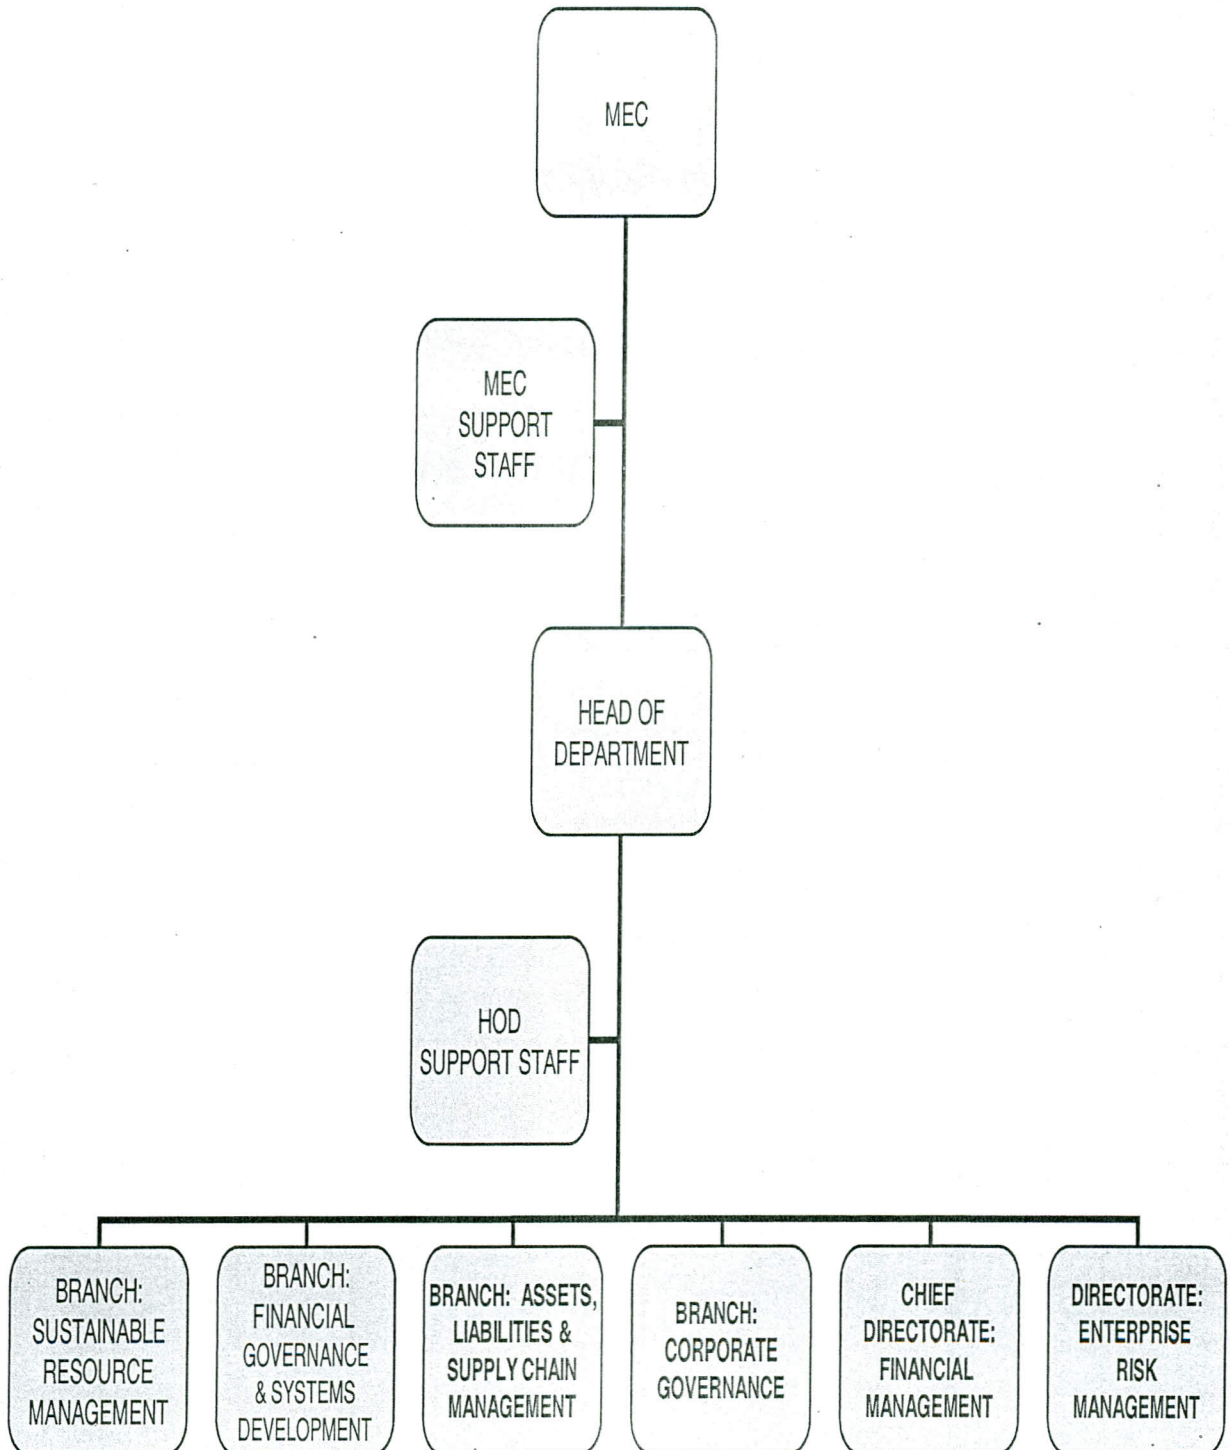 MEC
MEC
SUPPORT
STAFF
HEAD OF
DEPARTMENT
HOD
SUPPORT STAFF
BRANCH:
SUSTAINABLE
RESOURCE
MANAGEMENT
BRANCH:
FINANCIAL
GOVERNANCE
& SYSTEMS
DEVELOPMENT
BRANCH: ASSETS,
LIABILITIES &
SUPPLY CHAIN
MANAGEMENT
BRANCH:
CORPORATE
GOVERNANCE
CHIEF
DIRECTORATE:
FINANCIAL
MANAGEMENT
DIRECTORATE:
ENTERPRISE
RISK
MANAGEMENT